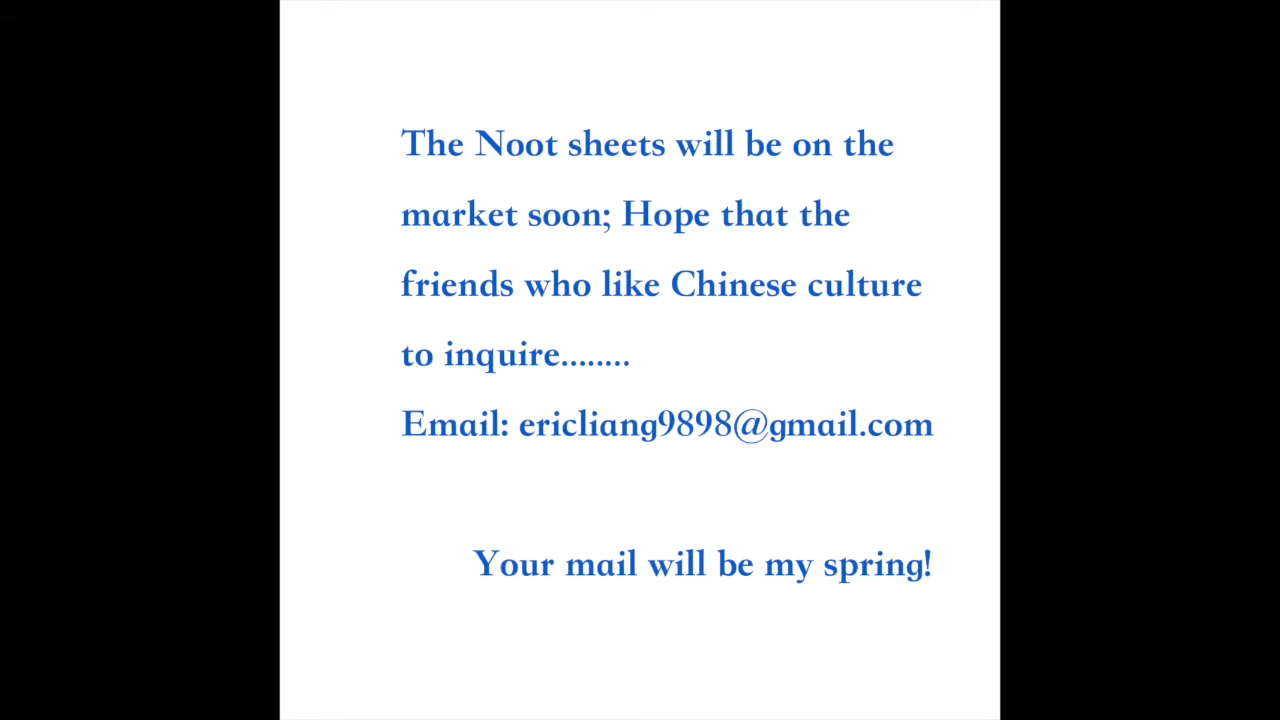 The Noot sheets will be on the
market soon; Hope that the
friends who like Chinese culture
to inquire........
Email: ericliang9898@gmail.com
Your mail will be my spring!